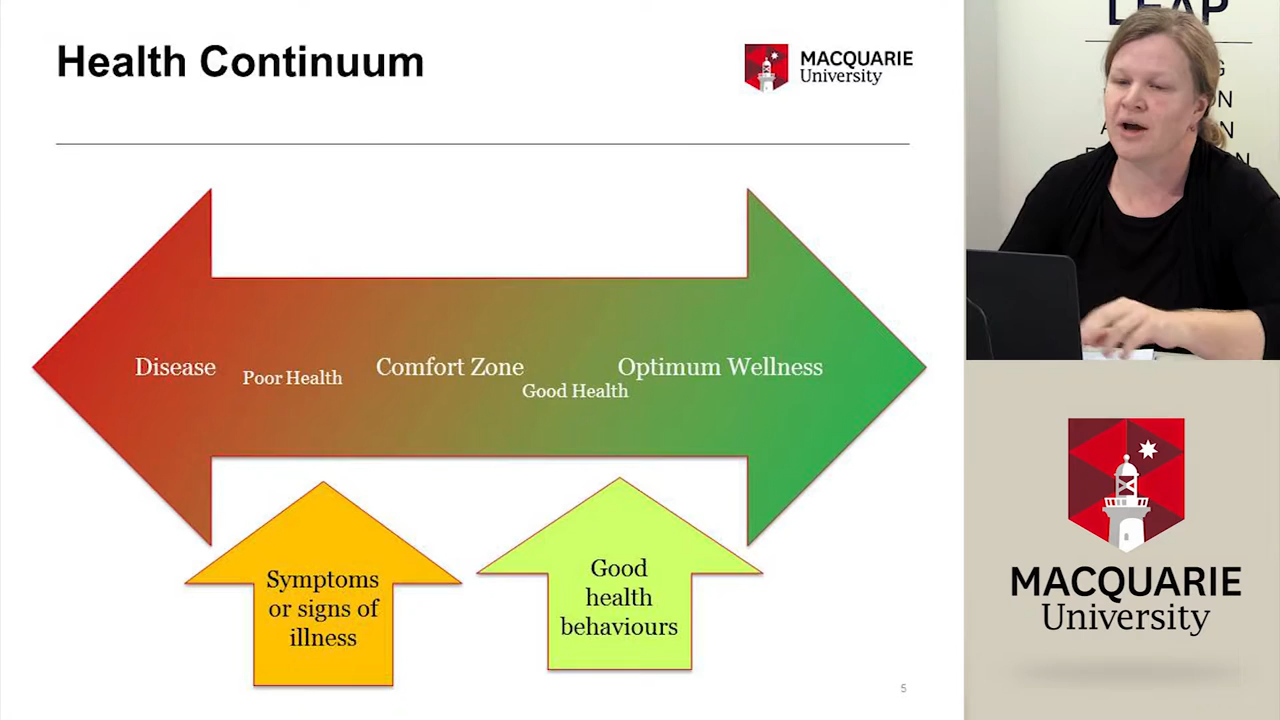 Health Continuum
MACQUARIE
University
Disease
Poor Health
Comfort Zone
Good Health
Optimum Wellness
Symptoms
or signs of
illness
Good
health
behaviours
5
LEAP
MACQUARIE
University